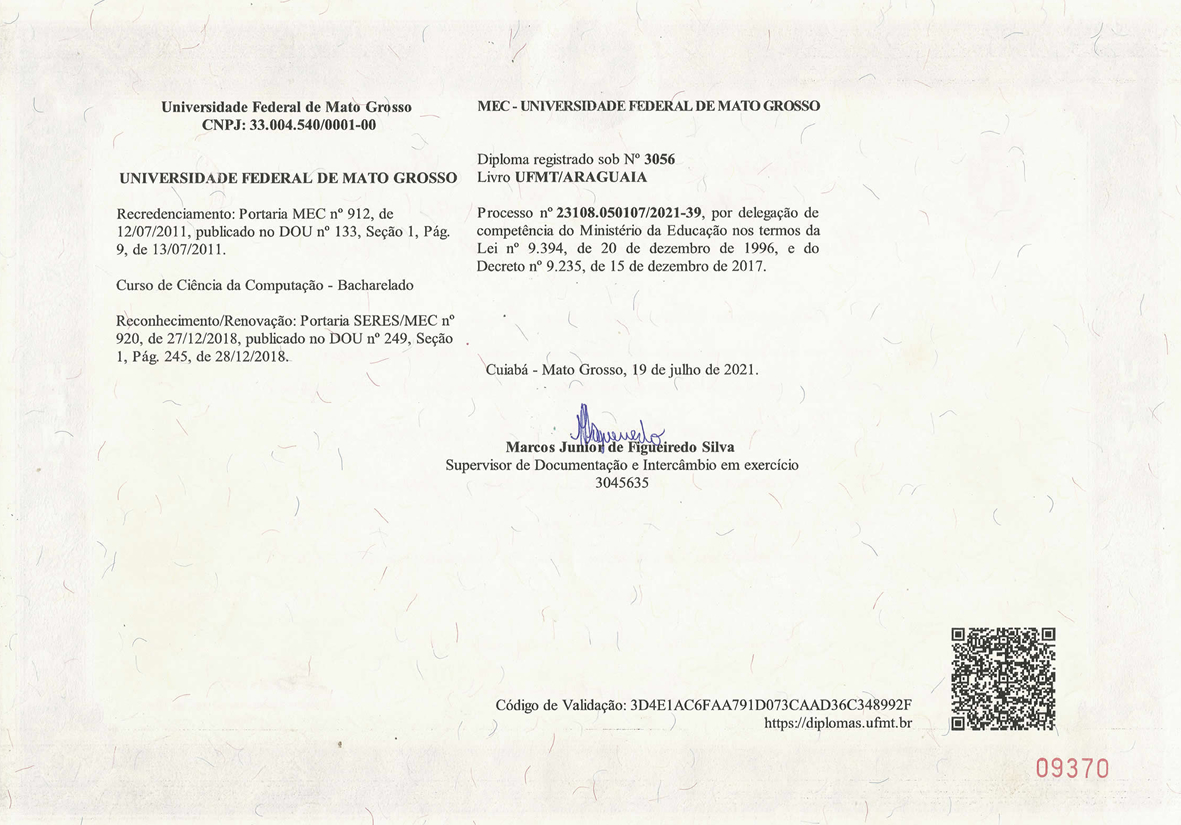 Universidade Federal de Mato Grosso
CNPJ: 33.004.540/0001-00
UNIVERSIDADE FEDERAL DE MATO GROSSO
Recredenciamento: Portaria MEC nº 912, de
12/07/2011, publicado no DOU nº 133, Seção 1, Pág.
9, de 13/07/2011.
Curso de Ciência da Computação - Bacharelado
Reconhecimento/Renovação: Portaria SERES/MEC nº
920, de 27/12/2018, publicado no DOU nº 249, Seção
1, Pág. 245, de 28/12/2018.
MEC - UNIVERSIDADE FEDERAL DE MATO GROSSO
Diploma registrado sob Nº 3056
Livro UFMT/ARAGUAIA
Processo nº 23108.050107/2021-39, por delegação de
competência do Ministério da Educação nos termos da
Lei nº 9.394, de 20 de dezembro de 1996, e do
Decreto nº 9.235, de 15 de dezembro de 2017.
Cuiabá - Mato Grosso, 19 de julho de 2021.
Marcos Junior de Figueiredo Silva
Supervisor de Documentação e Intercâmbio em exercício
3045635
Código de Validação: 3D4E1AC6FAA791D073CAAD36C348992F
https://diplomas.ufmt.br
09370